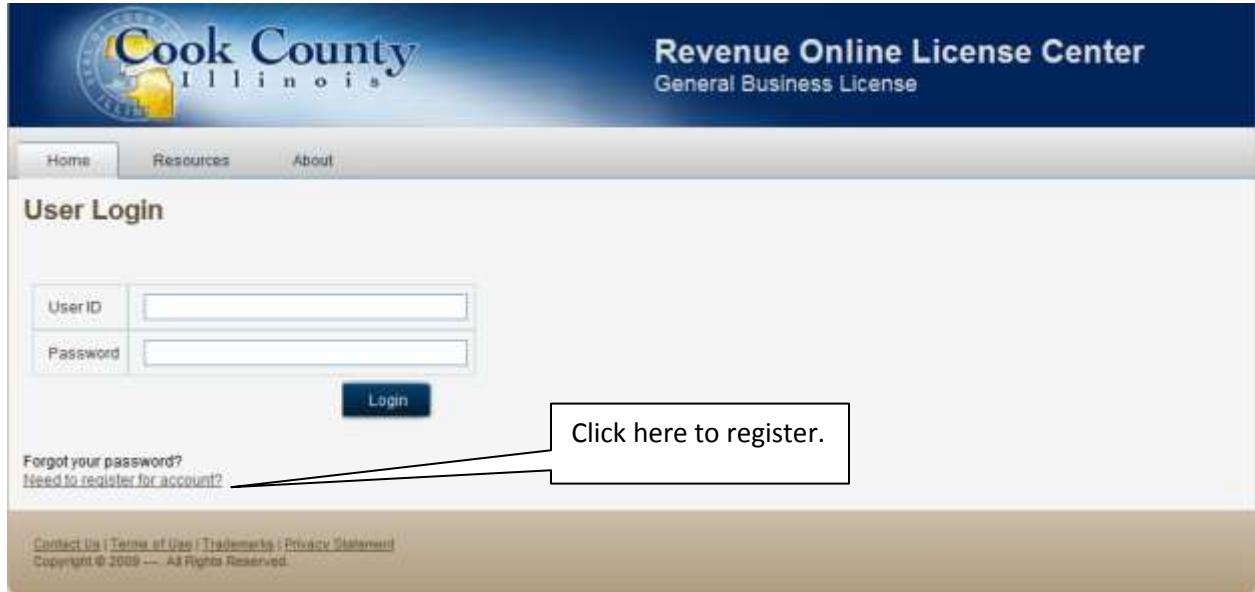 Cook County
Illinois
Revenue Online License Center
General Business License
Home Resources About
User Login
User ID
Password
Login
Click here to register.
Forgot your password?
Need to register for account?
Contact Us | Terms of Use | Trademarks | Privacy Statement
Copyright © 2009 --- All Rights Reserved.